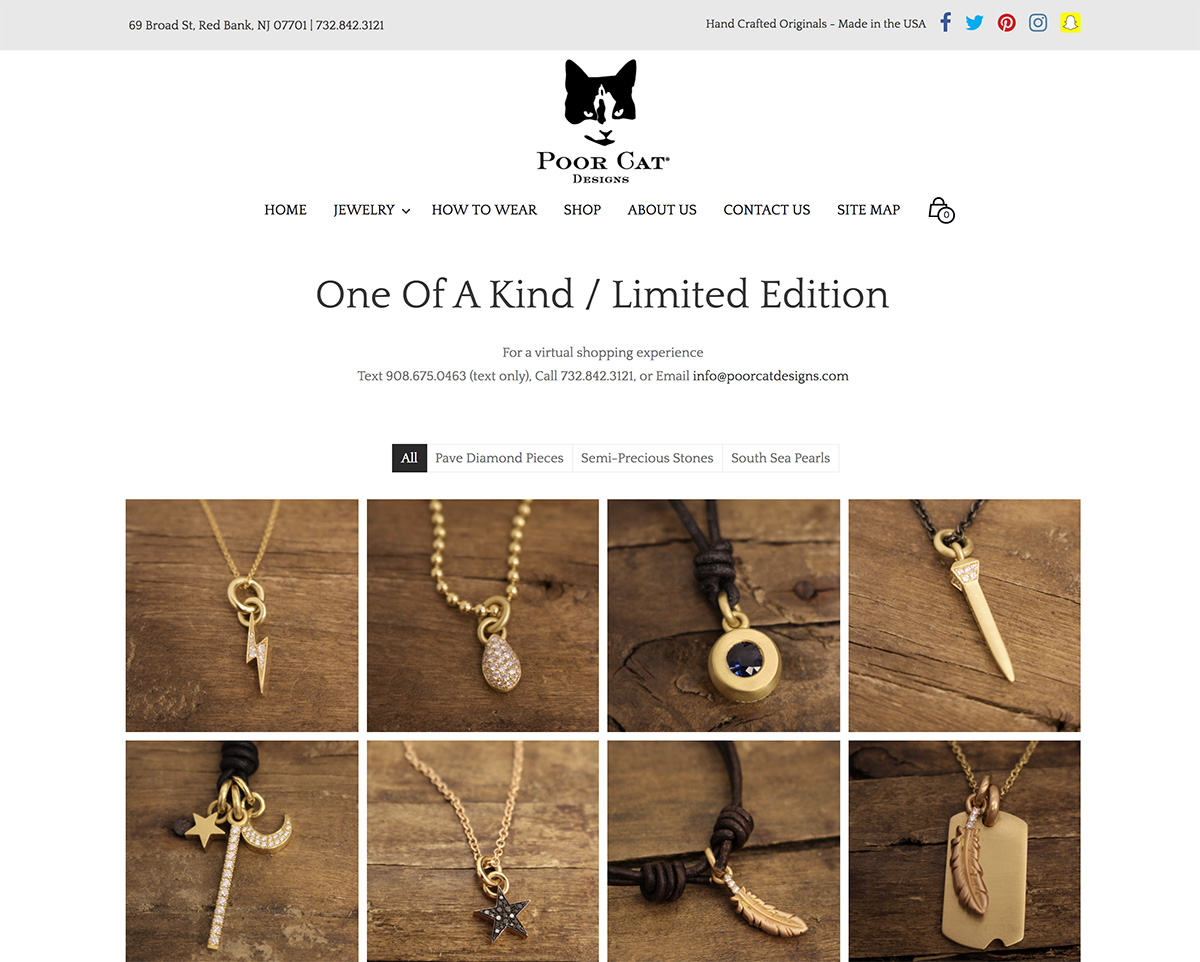 69 Broad St, Red Bank, NJ 07701 | 732.842.3121
Hand Crafted Originals - Made in the USA
POOR CAT®
DESIGNS
HOME JEWELRY HOW TO WEAR SHOP ABOUT US CONTACT US SITE MAP 0
One Of A Kind / Limited Edition
For a virtual shopping experience
Text 908.675.0463 (text only), Call 732.842.3121, or Email info@poorcatdesigns.com
All Pave Diamond Pieces Semi-Precious Stones South Sea Pearls